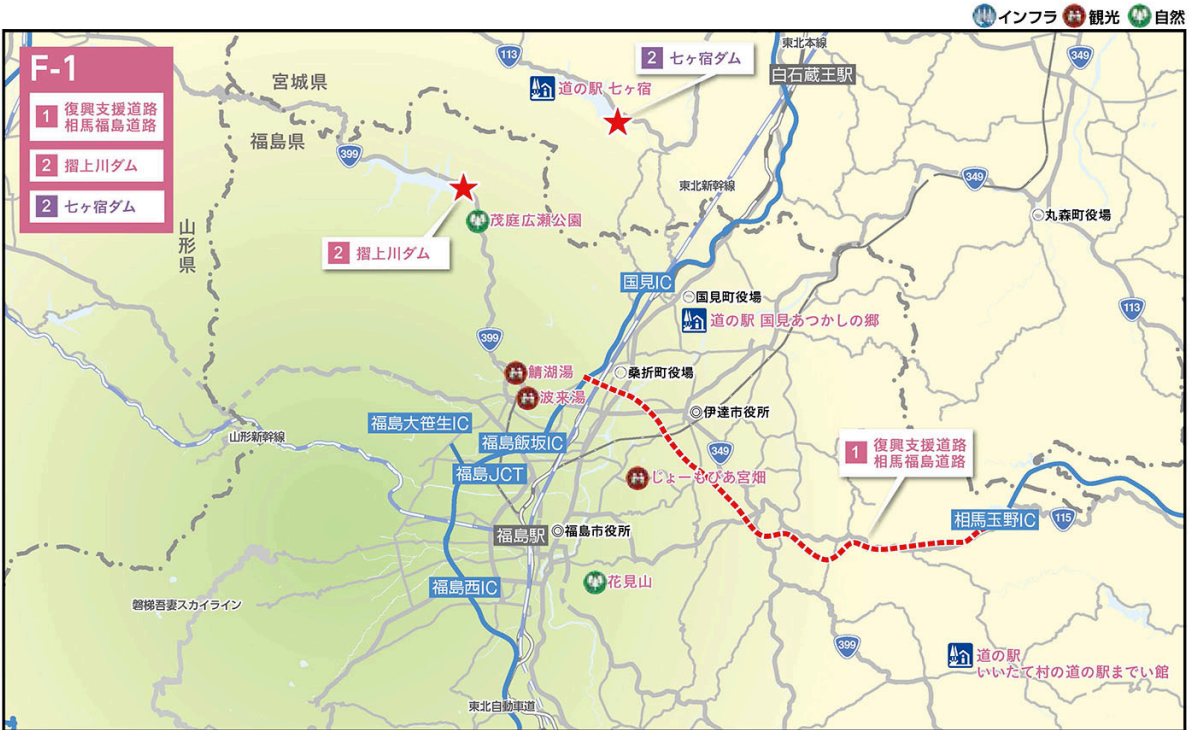 インフラ 観光 自然
F-1
1 復興支援道路
相馬福島道路
2 摺上川ダム
2 七ヶ宿ダム
宮城県
福島県
山形県
113
2 七ヶ宿ダム
東北本線
白石蔵王駅
349
道の駅 七ヶ宿
399
東北新幹線
349
丸森町役場
茂庭広瀬公園
2 摺上川ダム
国見IC
国見町役場
道の駅 国見あつかしの郷
113
399
鯖湖湯
桑折町役場
波来湯
伊達市役所
福島大笹生IC
福島飯坂IC
山形新幹線
349
1 復興支援道路
相馬福島道路
福島JCT
じょーもぴあ宮畑
相馬玉野IC
115
福島駅
福島市役所
花見山
福島西IC
磐梯吾妻スカイライン
399
道の駅
いいたて村の道の駅までい館
東北自動車道